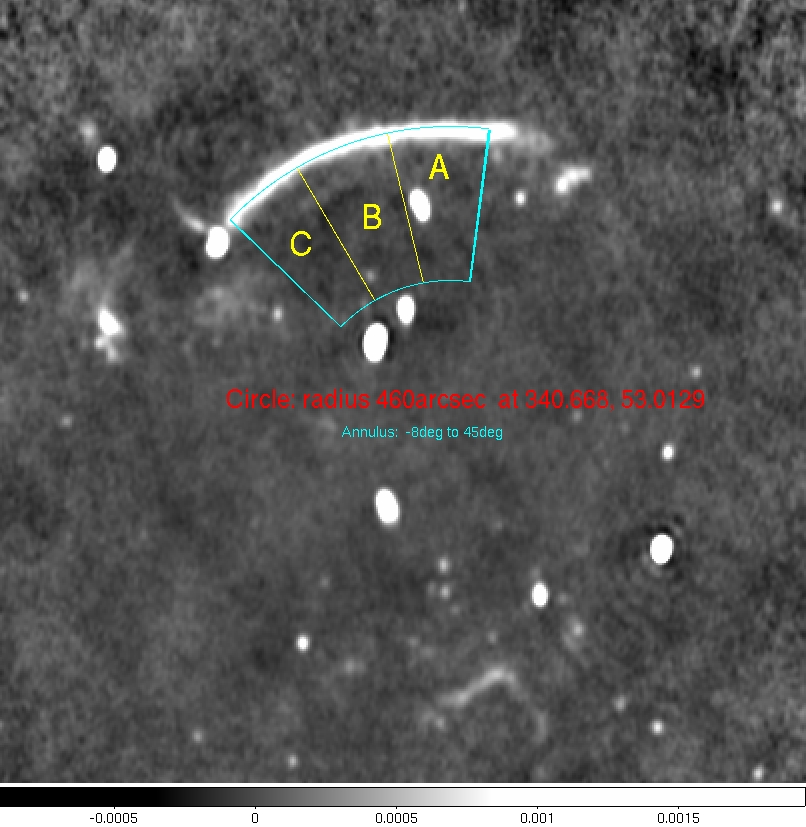 A
B
C
Circle: radius 460arcsec at 340.668, 53.0129
Annulus: -8deg to 45deg
-0.0005 0 0.0005 0.001 0.0015